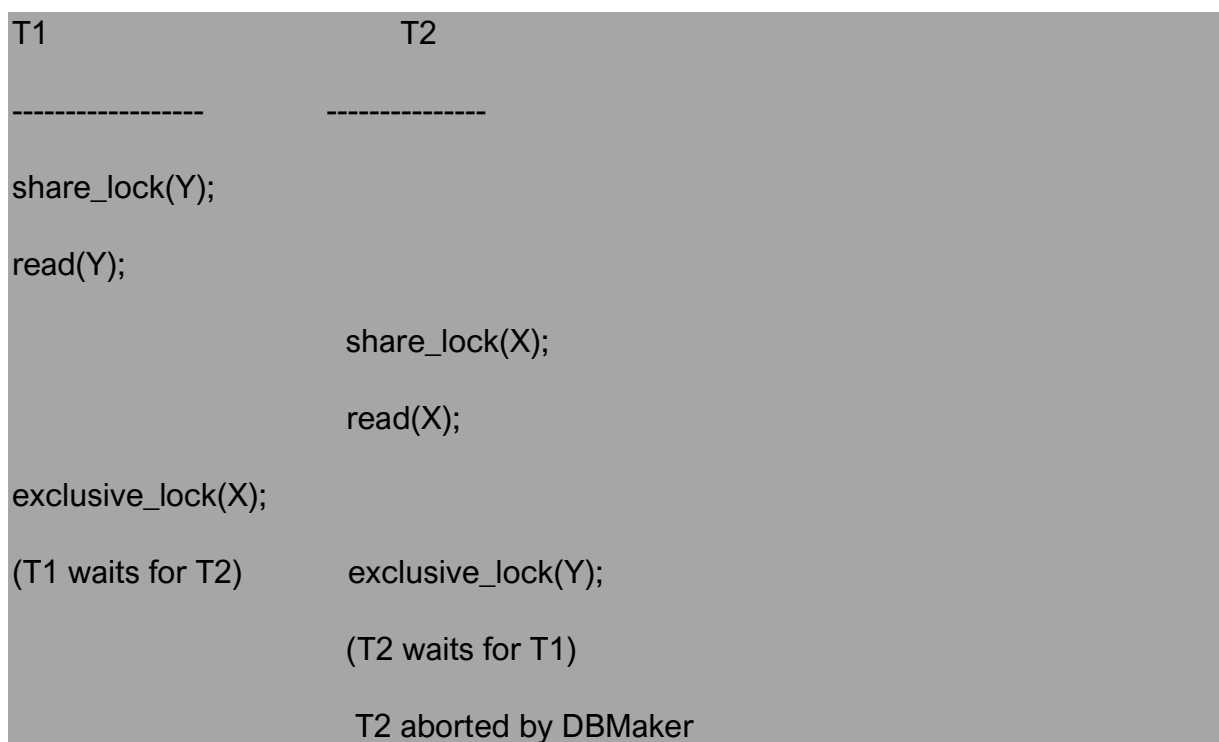 T1 T2
------------------ ---------------
share_lock(Y);
read(Y);
share_lock(X);
read(X);
exclusive_lock(X);
(T1 waits for T2) exclusive_lock(Y);
(T2 waits for T1)
T2 aborted by DBMaker